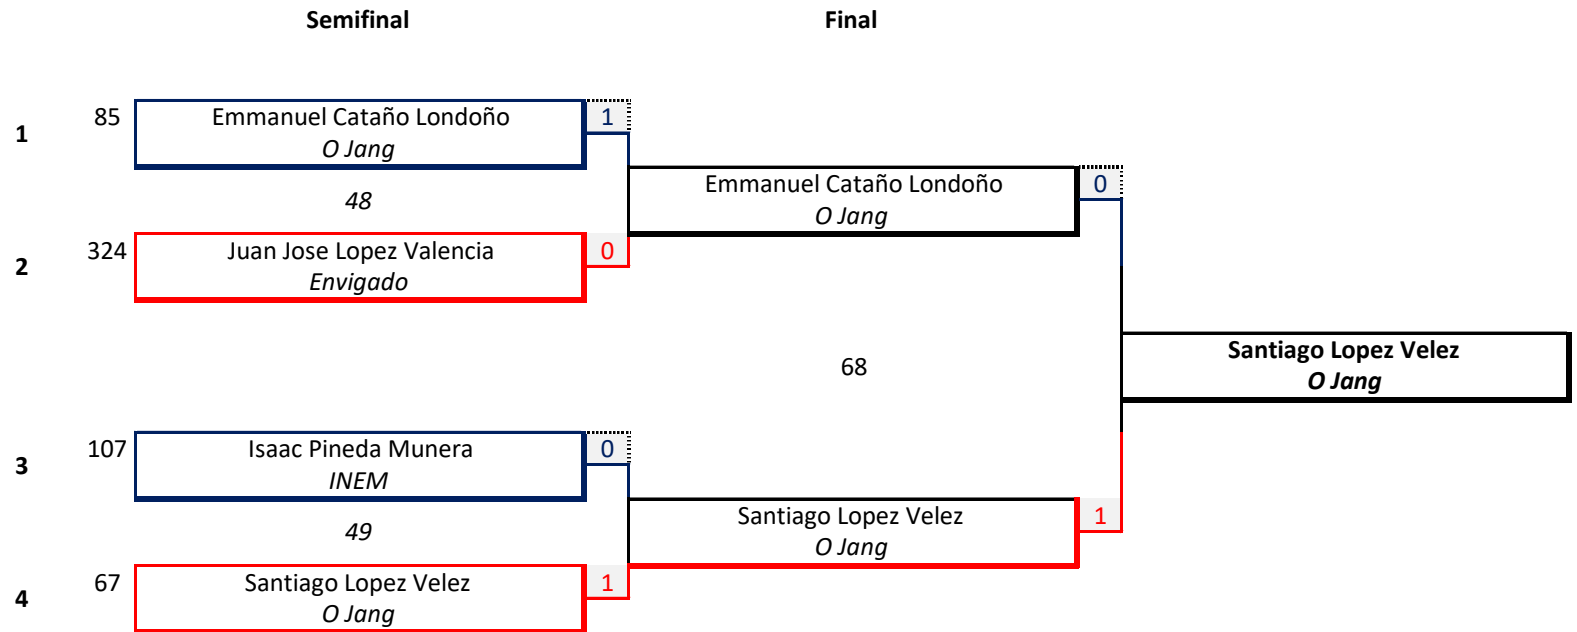 Semifinal Final
85 Emmanuel Cataño Londoño 1
1
O Jang
Emmanuel Cataño Londoño 0
48
O Jang
324 Juan Jose Lopez Valencia 0
2
Envigado
Santiago Lopez Velez
68
O Jang
107 Isaac Pineda Munera 0
3
INEM
Santiago Lopez Velez 1
49
O Jang
67 Santiago Lopez Velez 1
4
O Jang